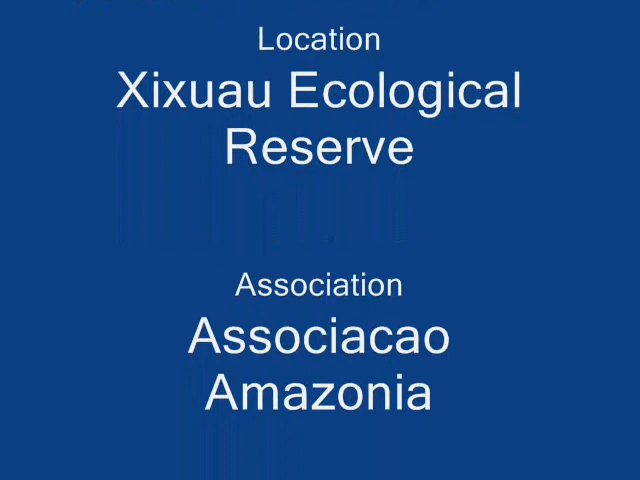 Location
Xixuau Ecological
Reserve
Association
Associacao
Amazonia